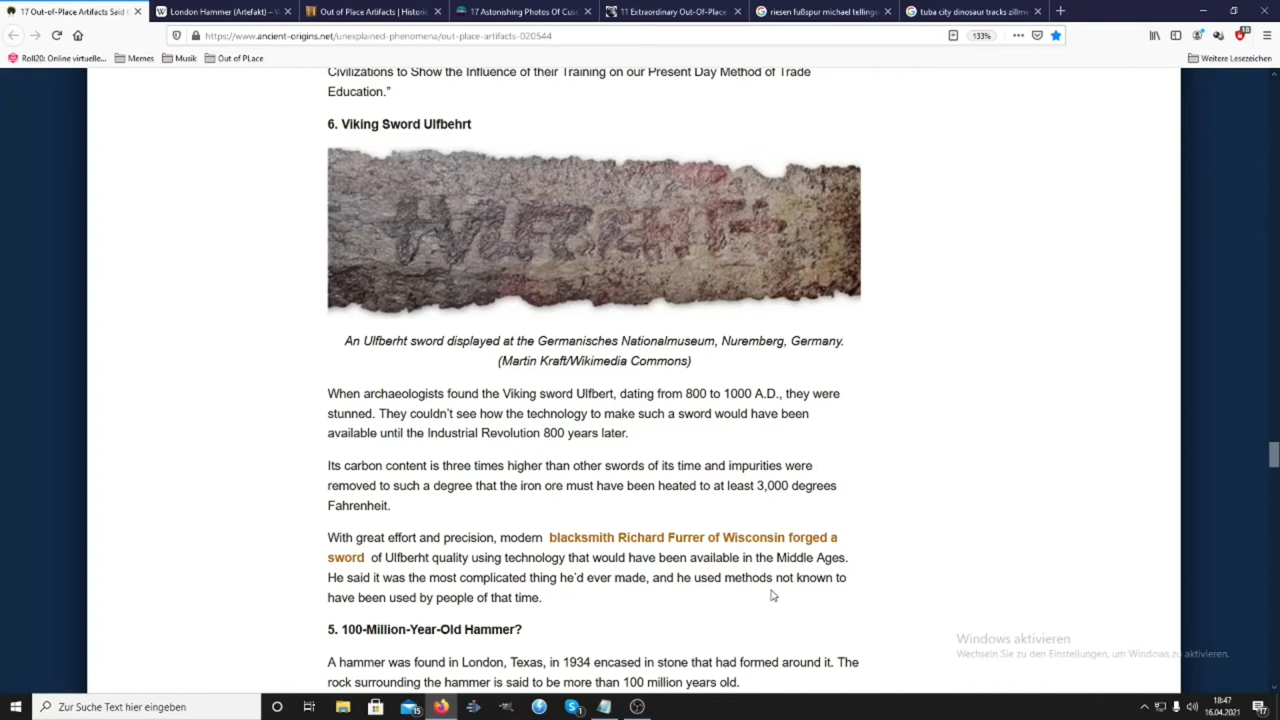 17 Out-of-Place Artifacts Said
London Hammer (Artefakt) – W
Out of Place Artifacts | Historic
17 Astonishing Photos Of Cus
11 Extraordinary Out-Of-Place
riesen fußspur michael tellinge
tuba city dinosaur tracks zillme
https://www.ancient-origins.net/unexplained-phenomena/out-place-artifacts-020544
133%
Roll20: Online virtuelle...
Memes
Musik
Out of PLace
Weitere Lesezeichen
Civilizations to Show the Influence of their Training on our Present Day Method of Trade
Education.”
6. Viking Sword Ulfbehrt
An Ulfberht sword displayed at the Germanisches Nationalmuseum, Nuremberg, Germany.
(Martin Kraft/Wikimedia Commons)
When archaeologists found the Viking sword Ulfbert, dating from 800 to 1000 A.D., they were
stunned. They couldn’t see how the technology to make such a sword would have been
available until the Industrial Revolution 800 years later.
Its carbon content is three times higher than other swords of its time and impurities were
removed to such a degree that the iron ore must have been heated to at least 3,000 degrees
Fahrenheit.
With great effort and precision, modern blacksmith Richard Furrer of Wisconsin forged a
sword of Ulfberht quality using technology that would have been available in the Middle Ages.
He said it was the most complicated thing he’d ever made, and he used methods not known to
have been used by people of that time.
5. 100-Million-Year-Old Hammer?
A hammer was found in London, Texas, in 1934 encased in stone that had formed around it. The
rock surrounding the hammer is said to be more than 100 million years old.
Windows aktivieren
Wechseln Sie zu den Einstellungen, um Windows zu aktivieren.
Zur Suche Text hier eingeben
18:47
16.04.2021